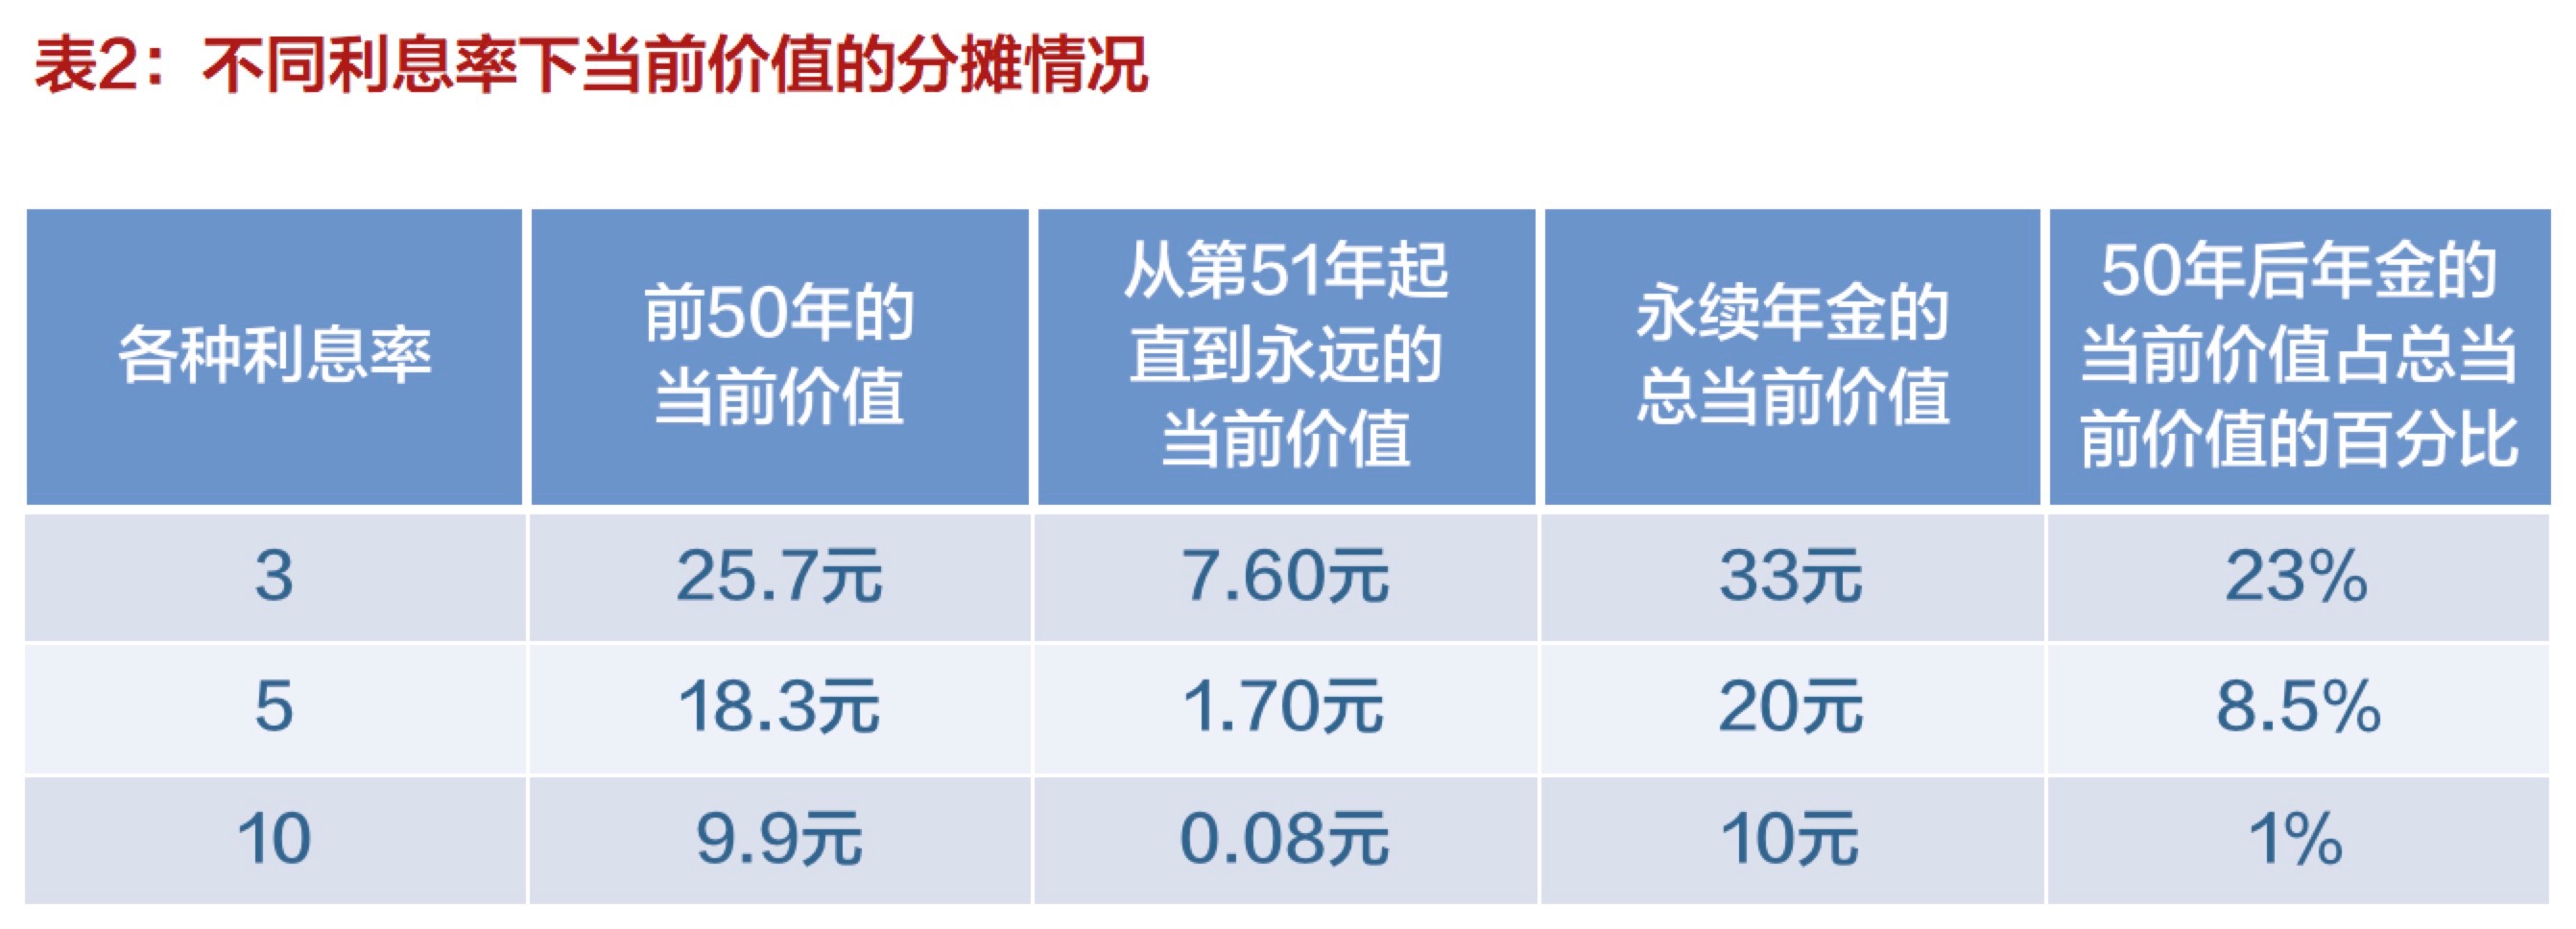 表2：不同利息率下当前价值的分摊情况
各种利息率
前50年的
当前价值
从第51年起
直到永远的
当前价值
永续年金的
总当前价值
50年后年金的
当前价值占总当
前价值的百分比
3
25.7元
7.60元
33元
23%
5
18.3元
1.70元
20元
8.5%
10
9.9元
0.08元
10元
1%